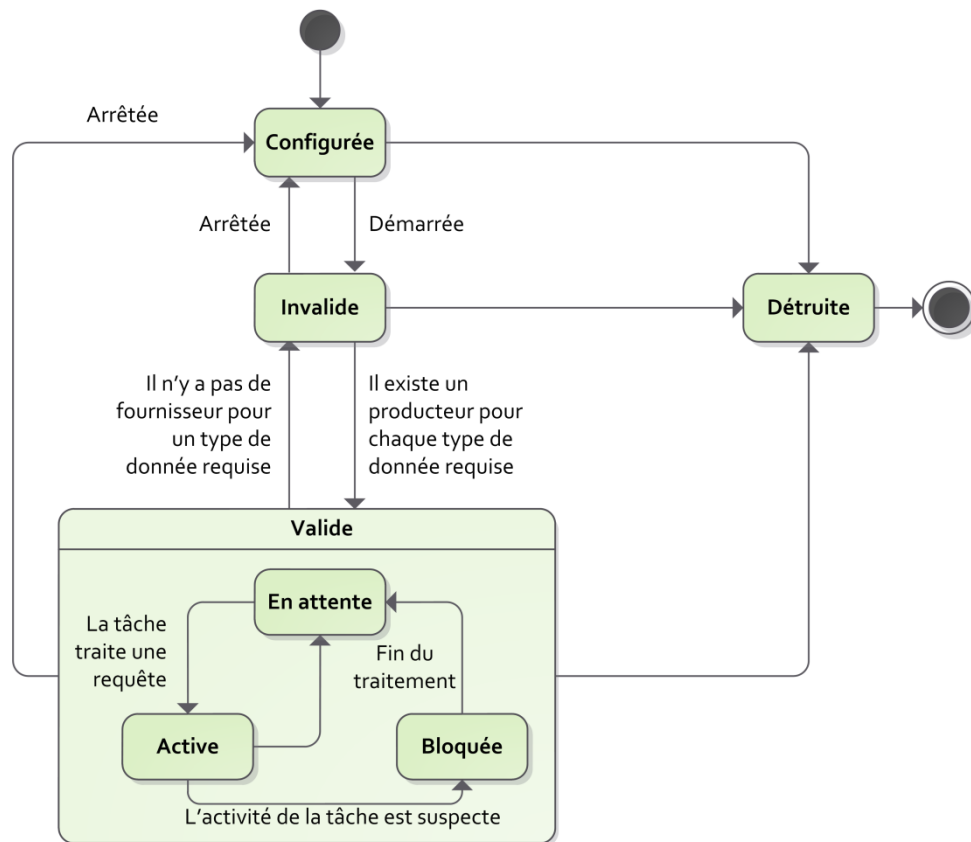 Arrêtée
Configurée
Arrêtée
Démarrée
Invalide
Détruite
Il n'y a pas de
fournisseur pour
un type de
donnée requise
Il existe un
producteur pour
chaque type de
donnée requise
Valide
En attente
La tâche
traite une
requête
Fin du
traitement
Active
Bloquée
L'activité de la tâche est suspecte